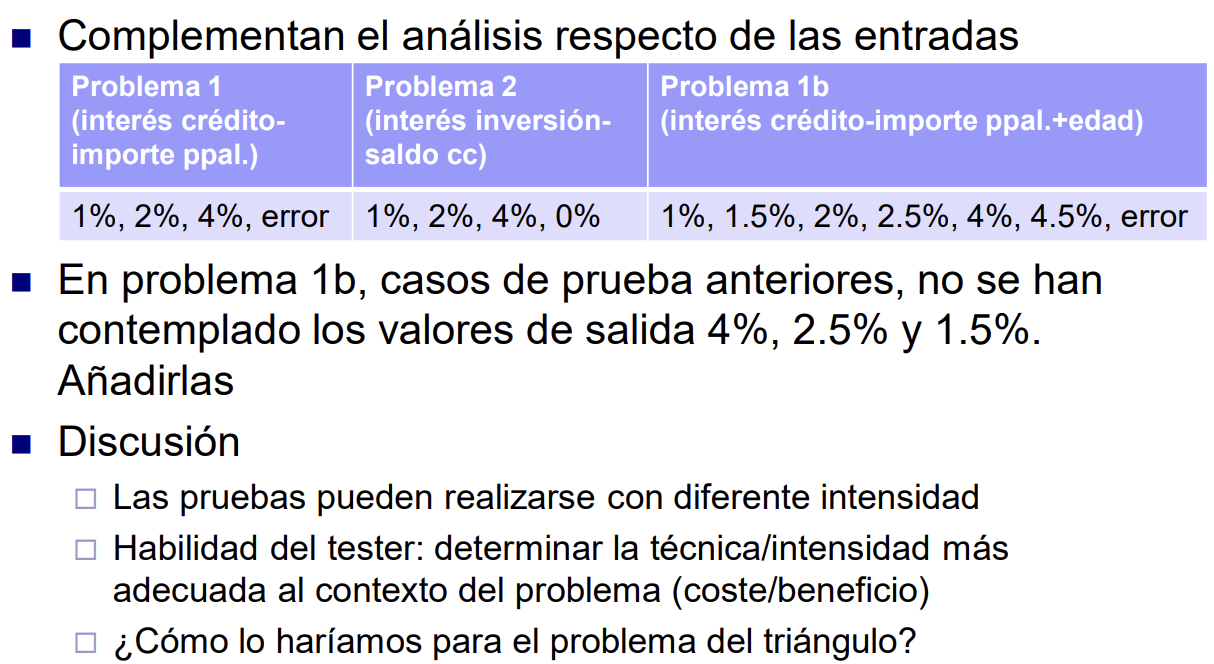 Complementan el análisis respecto de las entradas
Problema 1
(interés crédito-
importe ppal.)
Problema 2
(interés inversión-
saldo cc)
Problema 1b
(interés crédito-importe ppal.+edad)
1%, 2%, 4%, error
1%, 2%, 4%, 0%
1%, 1.5%, 2%, 2.5%, 4%, 4.5%, error
En problema 1b, casos de prueba anteriores, no se han
contemplado los valores de salida 4%, 2.5% y 1.5%.
Añadirlas
Discusión
Las pruebas pueden realizarse con diferente intensidad
Habilidad del tester: determinar la técnica/intensidad más
adecuada al contexto del problema (coste/beneficio)
¿Cómo lo haríamos para el problema del triángulo?